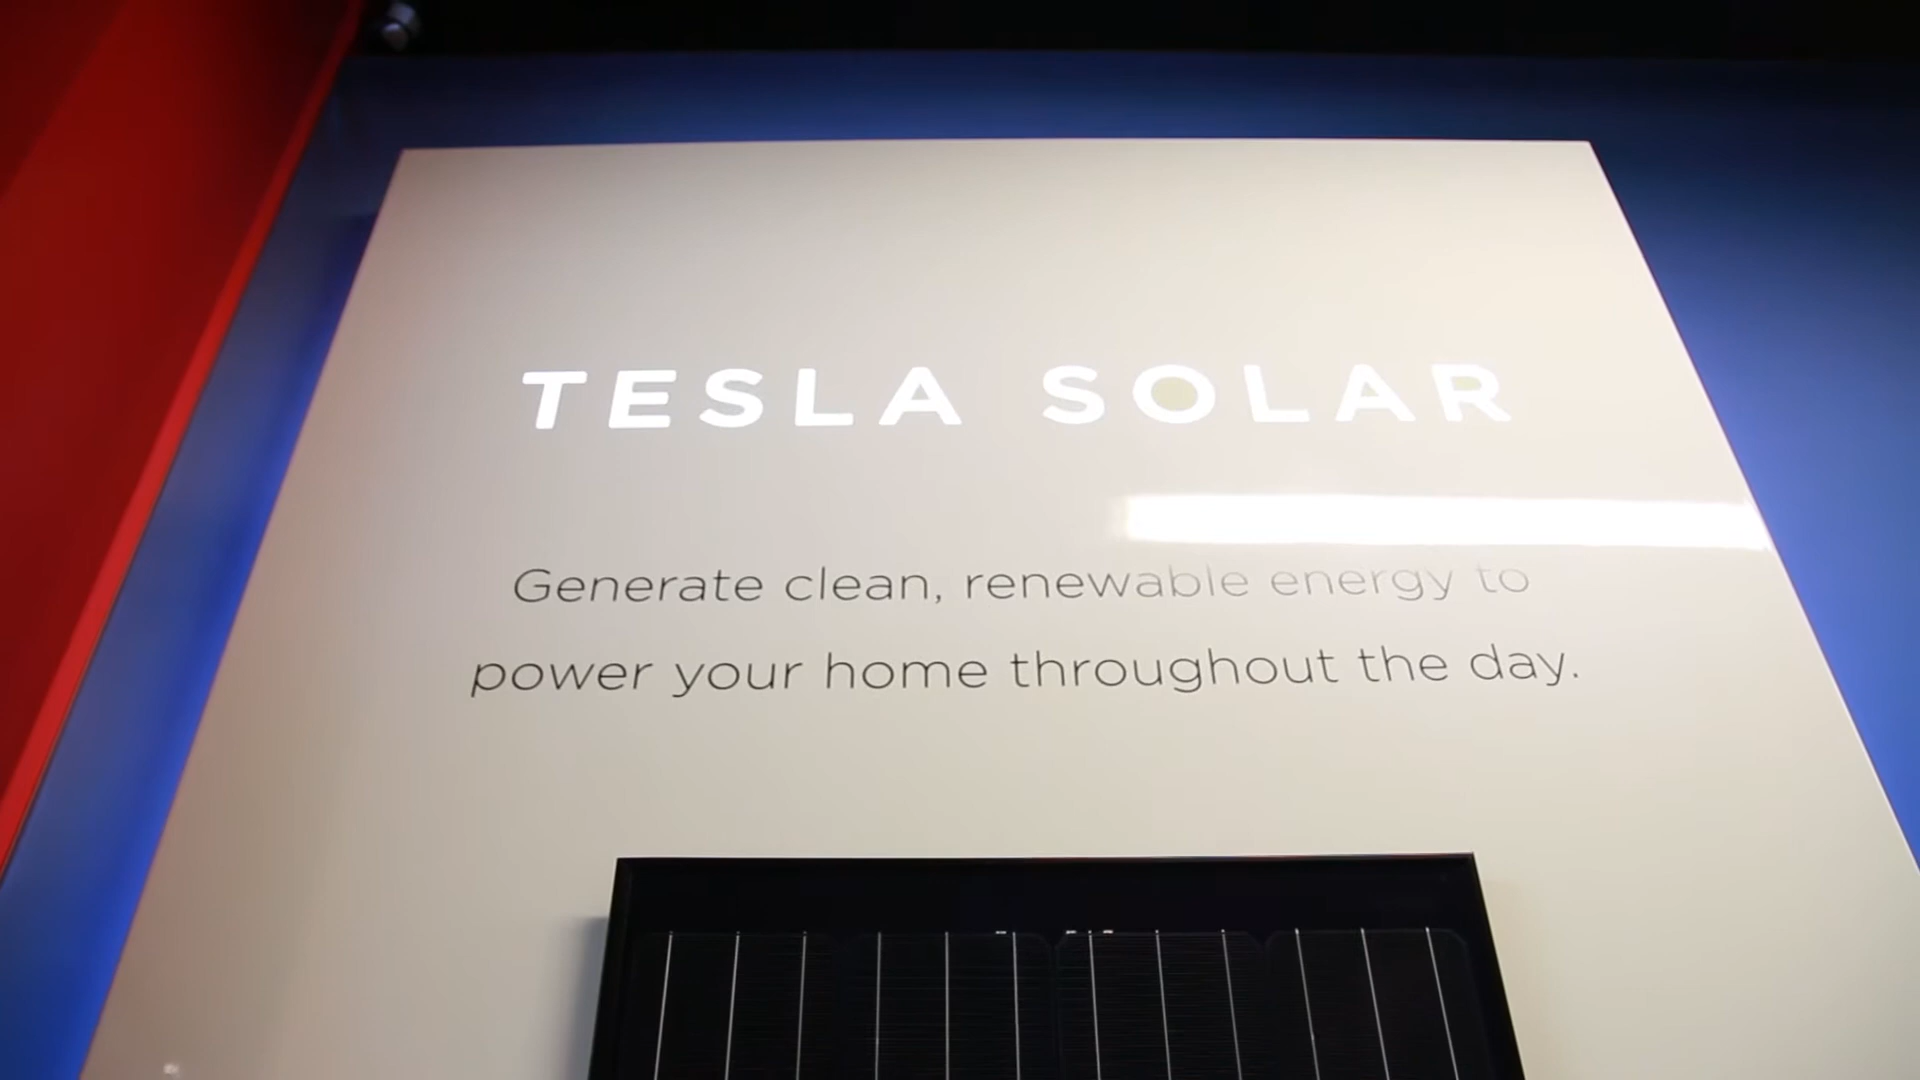 TESLA SOLAR
Generate clean, renewable energy to
power your home throughout the day.